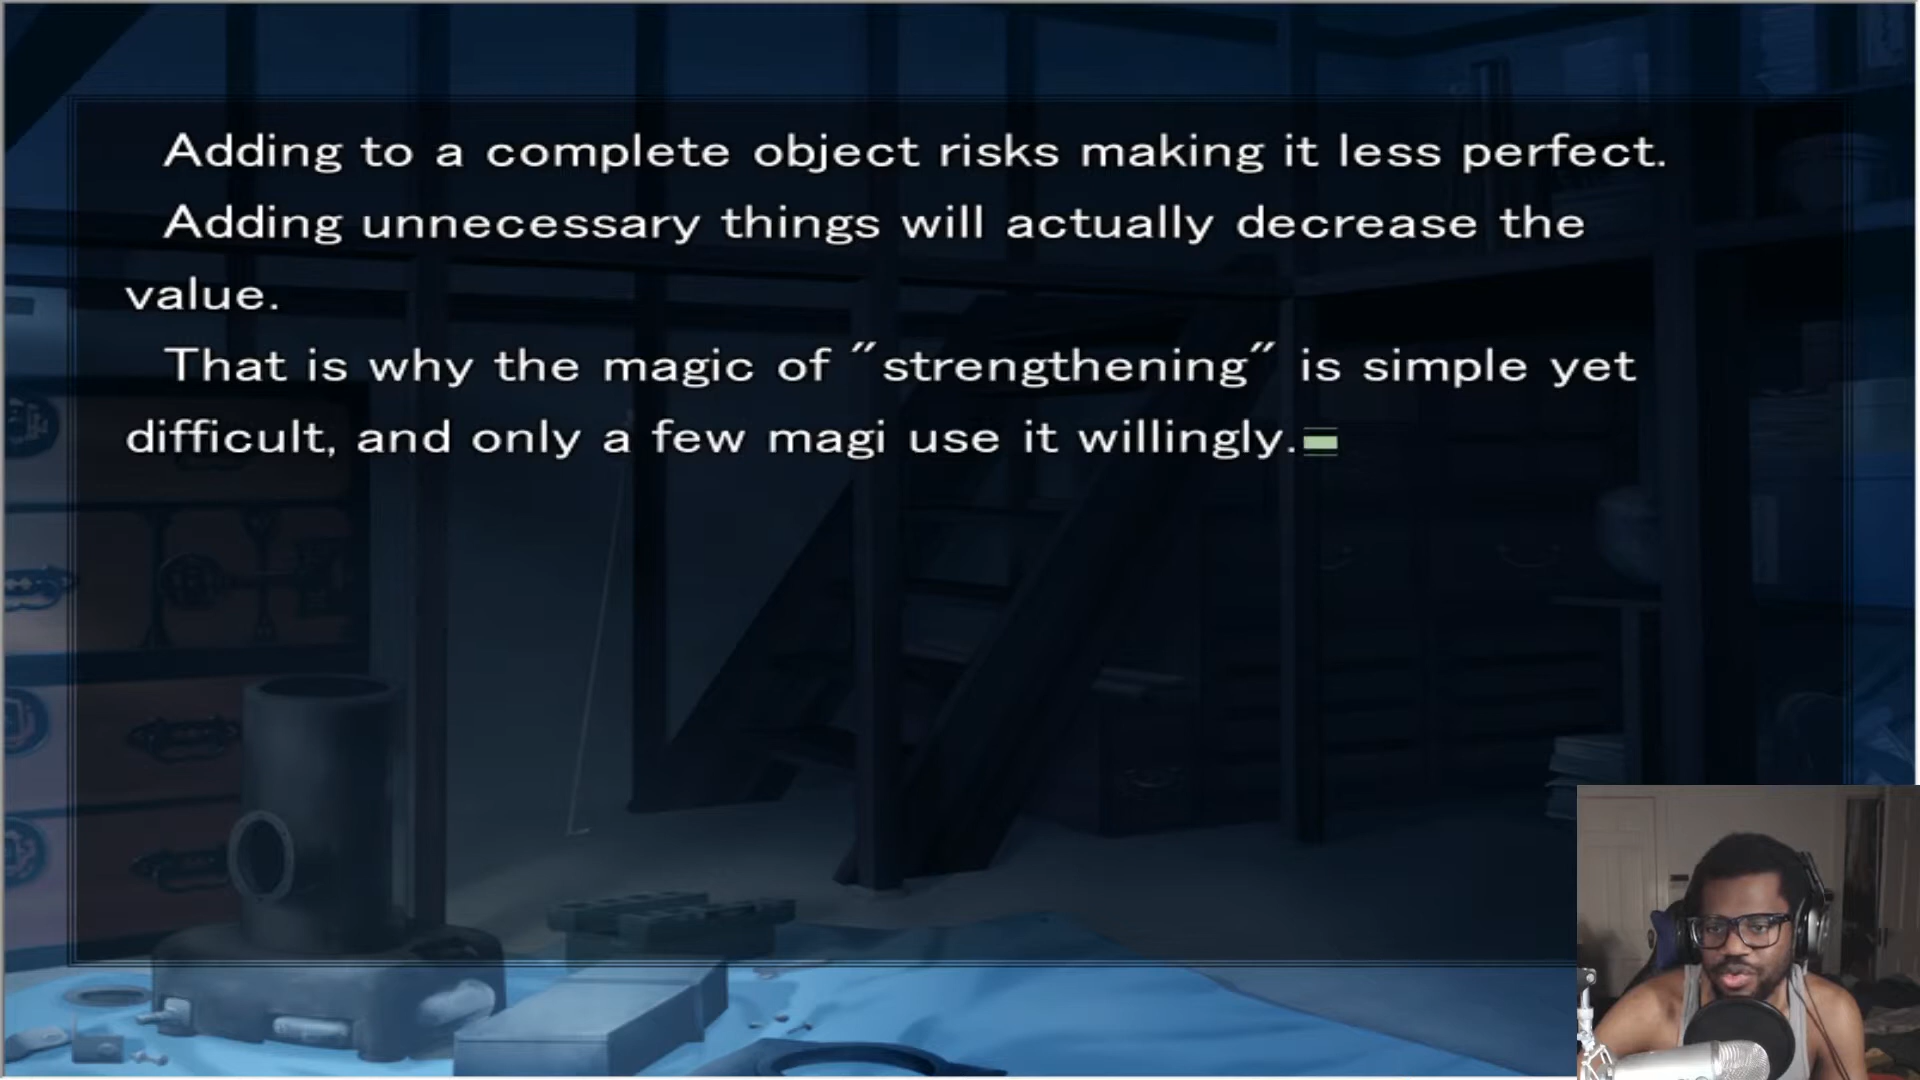 Adding to a complete object risks making it less perfect.
Adding unnecessary things will actually decrease the
value.
That is why the magic of "strengthening" is simple yet
difficult, and only a few magi use it willingly.